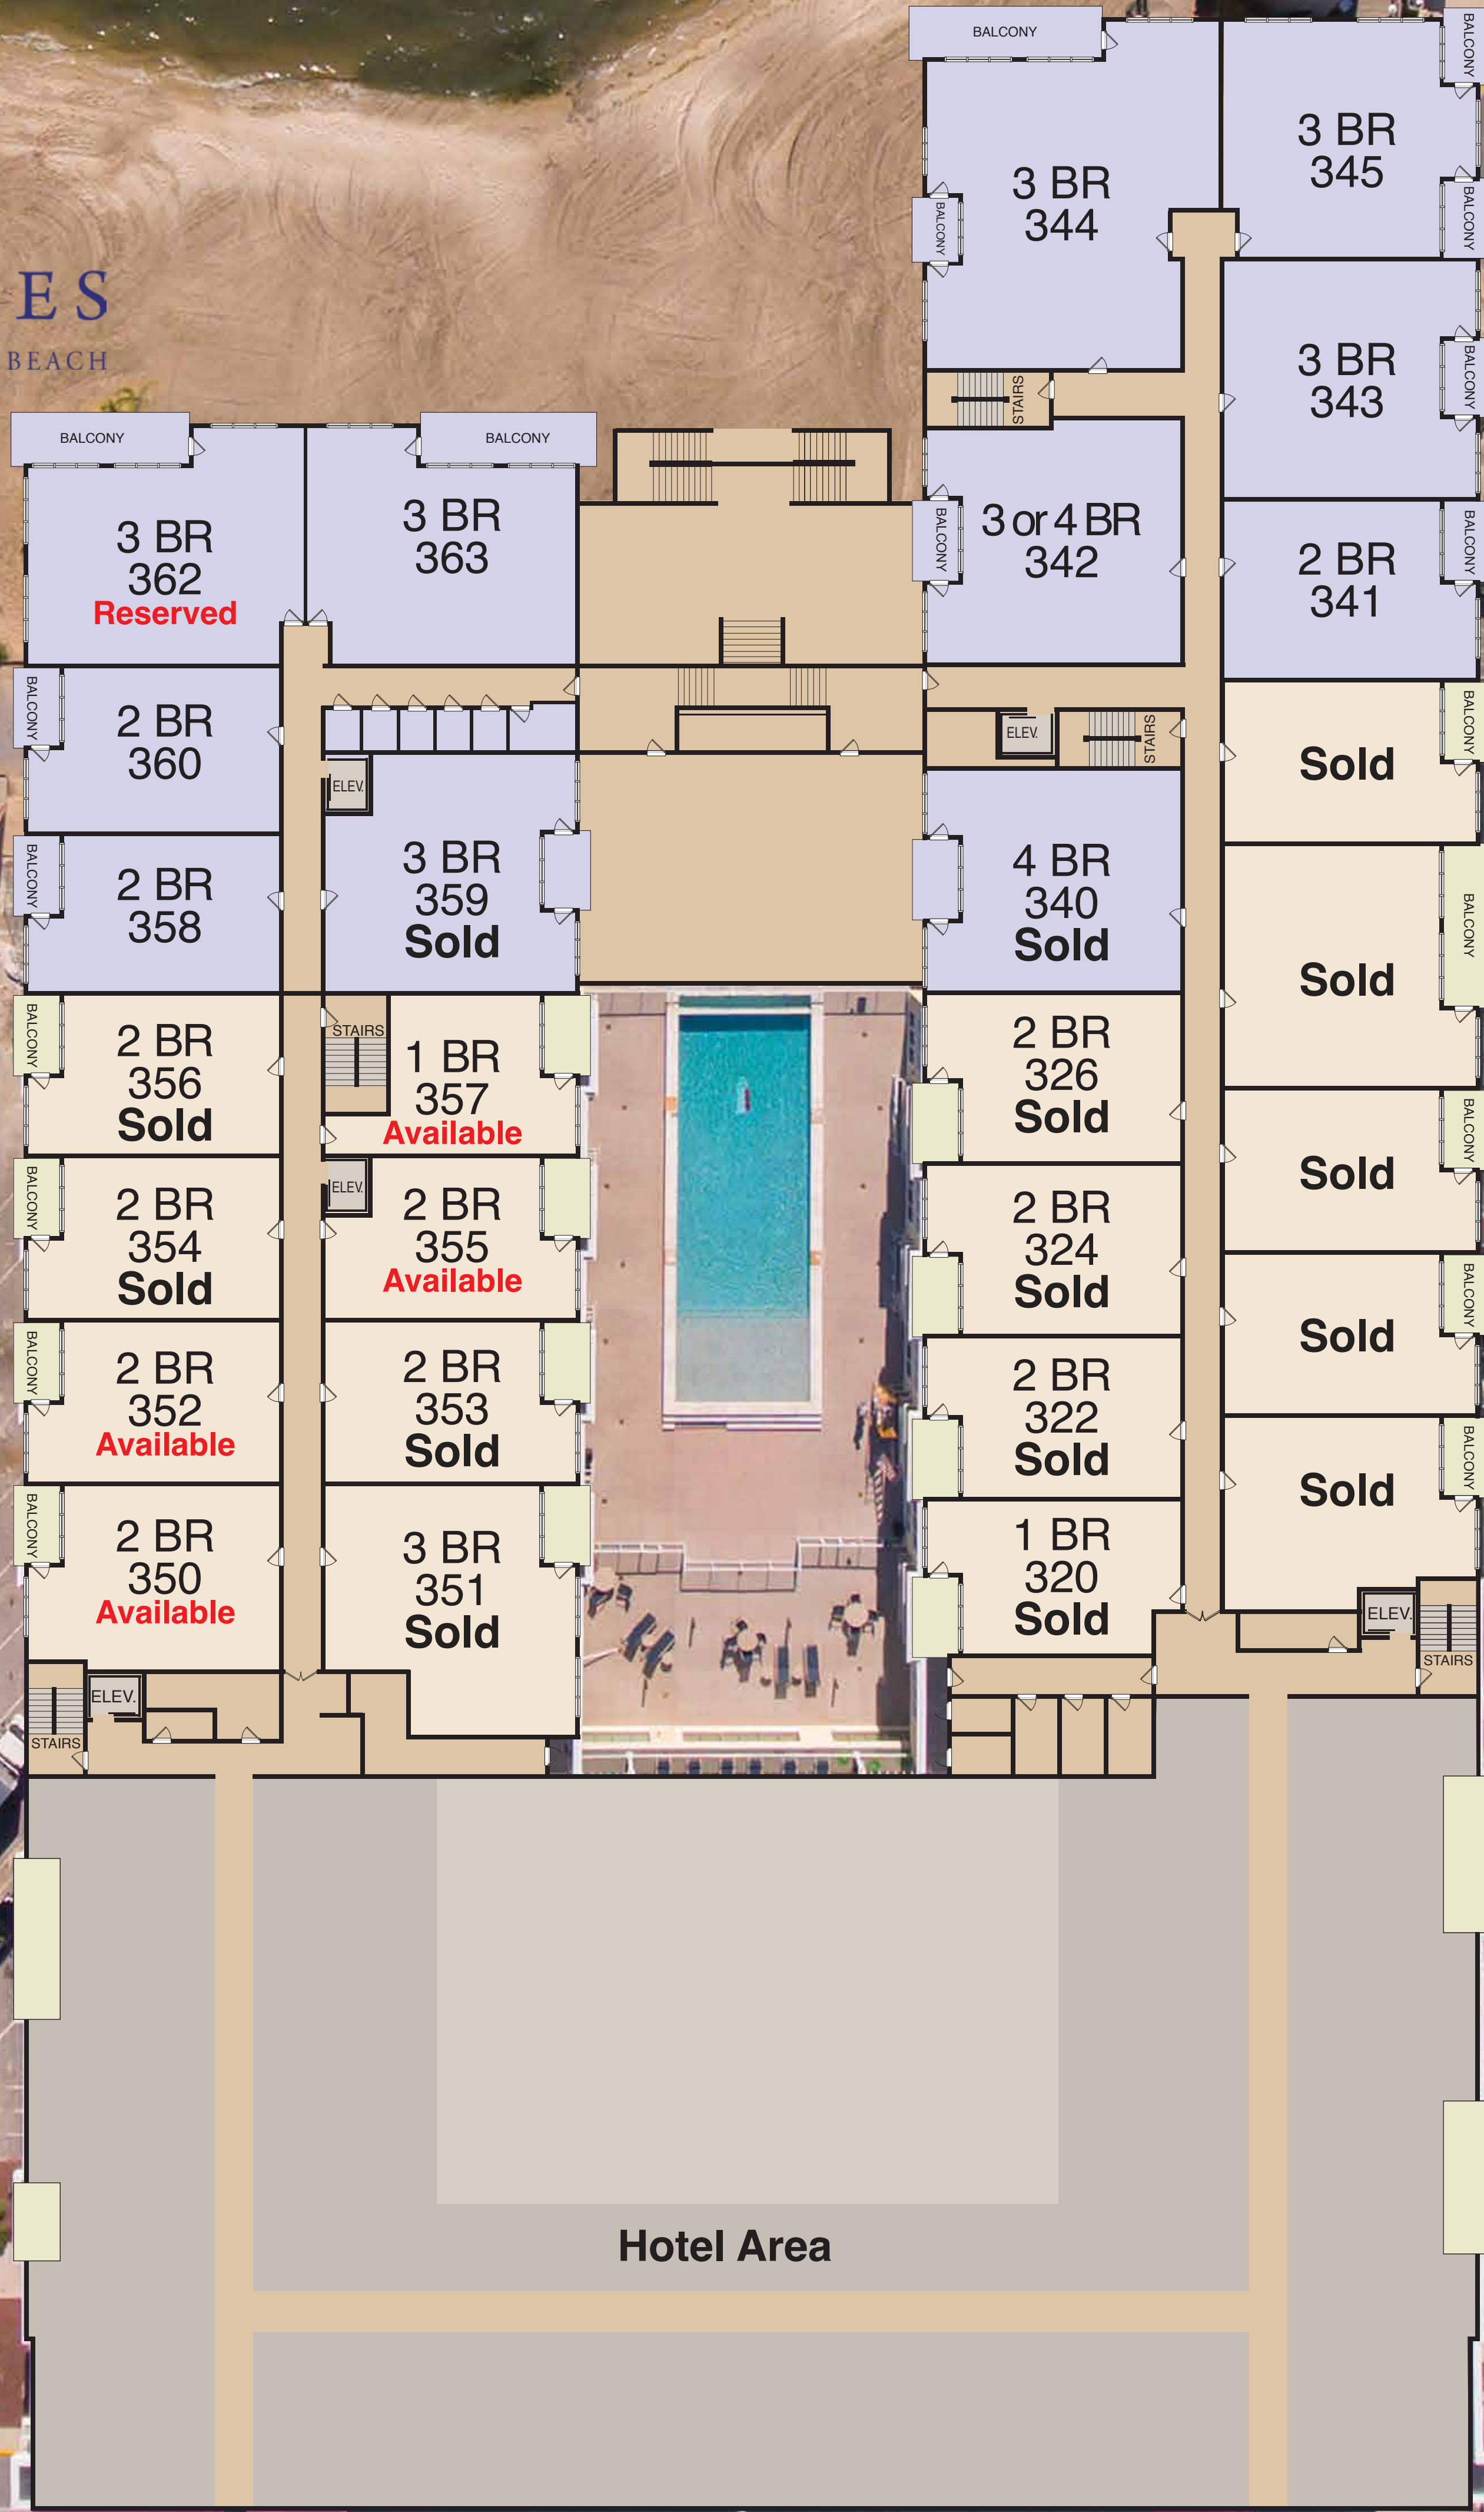 BALCONY
BALCONY
3 BR
345
3 BR
344
BALCONY
BALCONY
E S
BEACH
3 BR
343
BALCONY
STAIRS
BALCONY
BALCONY
3 BR
362
Reserved
3 BR
363
BALCONY
3 or 4 BR
342
BALCONY
2 BR
341
BALCONY
2 BR
360
ELEV.
ELEV.
STAIRS
Sold
BALCONY
BALCONY
2 BR
358
3 BR
359
Sold
4 BR
340
Sold
Sold
BALCONY
BALCONY
2 BR
356
Sold
STAIRS
1 BR
357
Available
2 BR
326
Sold
Sold
BALCONY
BALCONY
2 BR
354
Sold
ELEV.
2 BR
355
Available
2 BR
324
Sold
Sold
BALCONY
BALCONY
2 BR
352
Available
2 BR
353
Sold
2 BR
322
Sold
Sold
BALCONY
BALCONY
2 BR
350
Available
3 BR
351
Sold
1 BR
320
Sold
ELEV.
STAIRS
ELEV.
STAIRS
Hotel Area